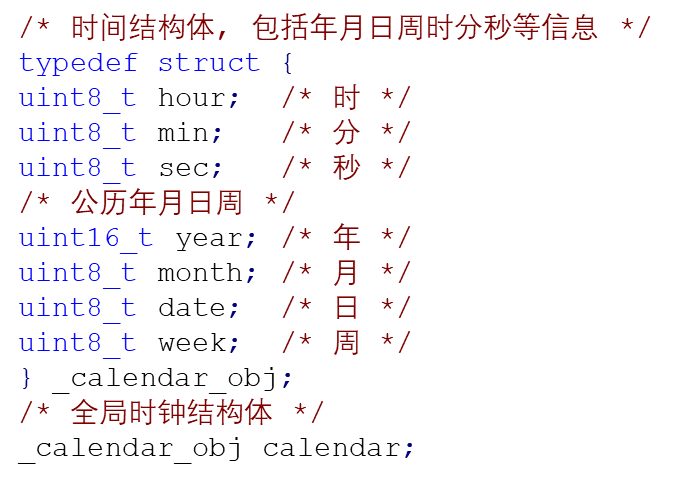 /* 时间结构体, 包括年月日周时分秒等信息 */
typedef struct {
uint8_t hour; /* 时 */
uint8_t min; /* 分 */
uint8_t sec; /* 秒 */
/* 公历年月日周 */
uint16_t year; /* 年 */
uint8_t month; /* 月 */
uint8_t date; /* 日 */
uint8_t week; /* 周 */
} _calendar_obj;
/* 全局时钟结构体 */
_calendar_obj calendar;